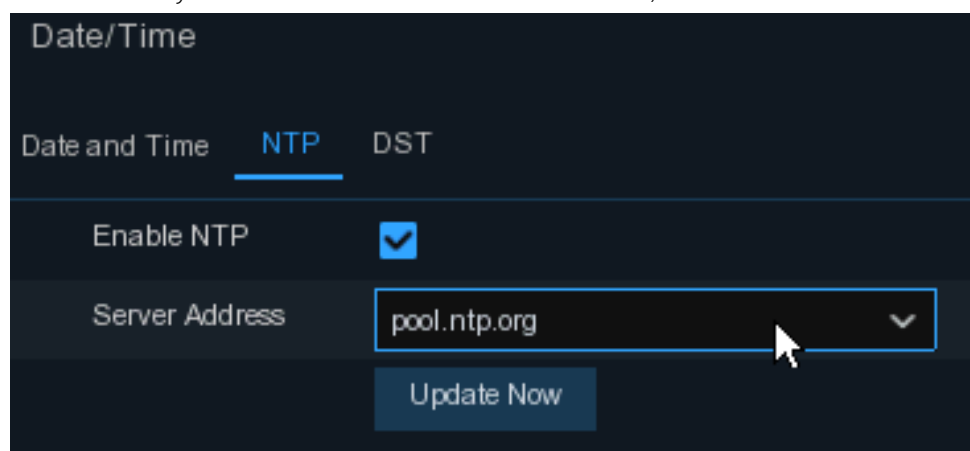 Date/Time
Date and Time NTP DST
Enable NTP
Server Address pool.ntp.org
Update Now